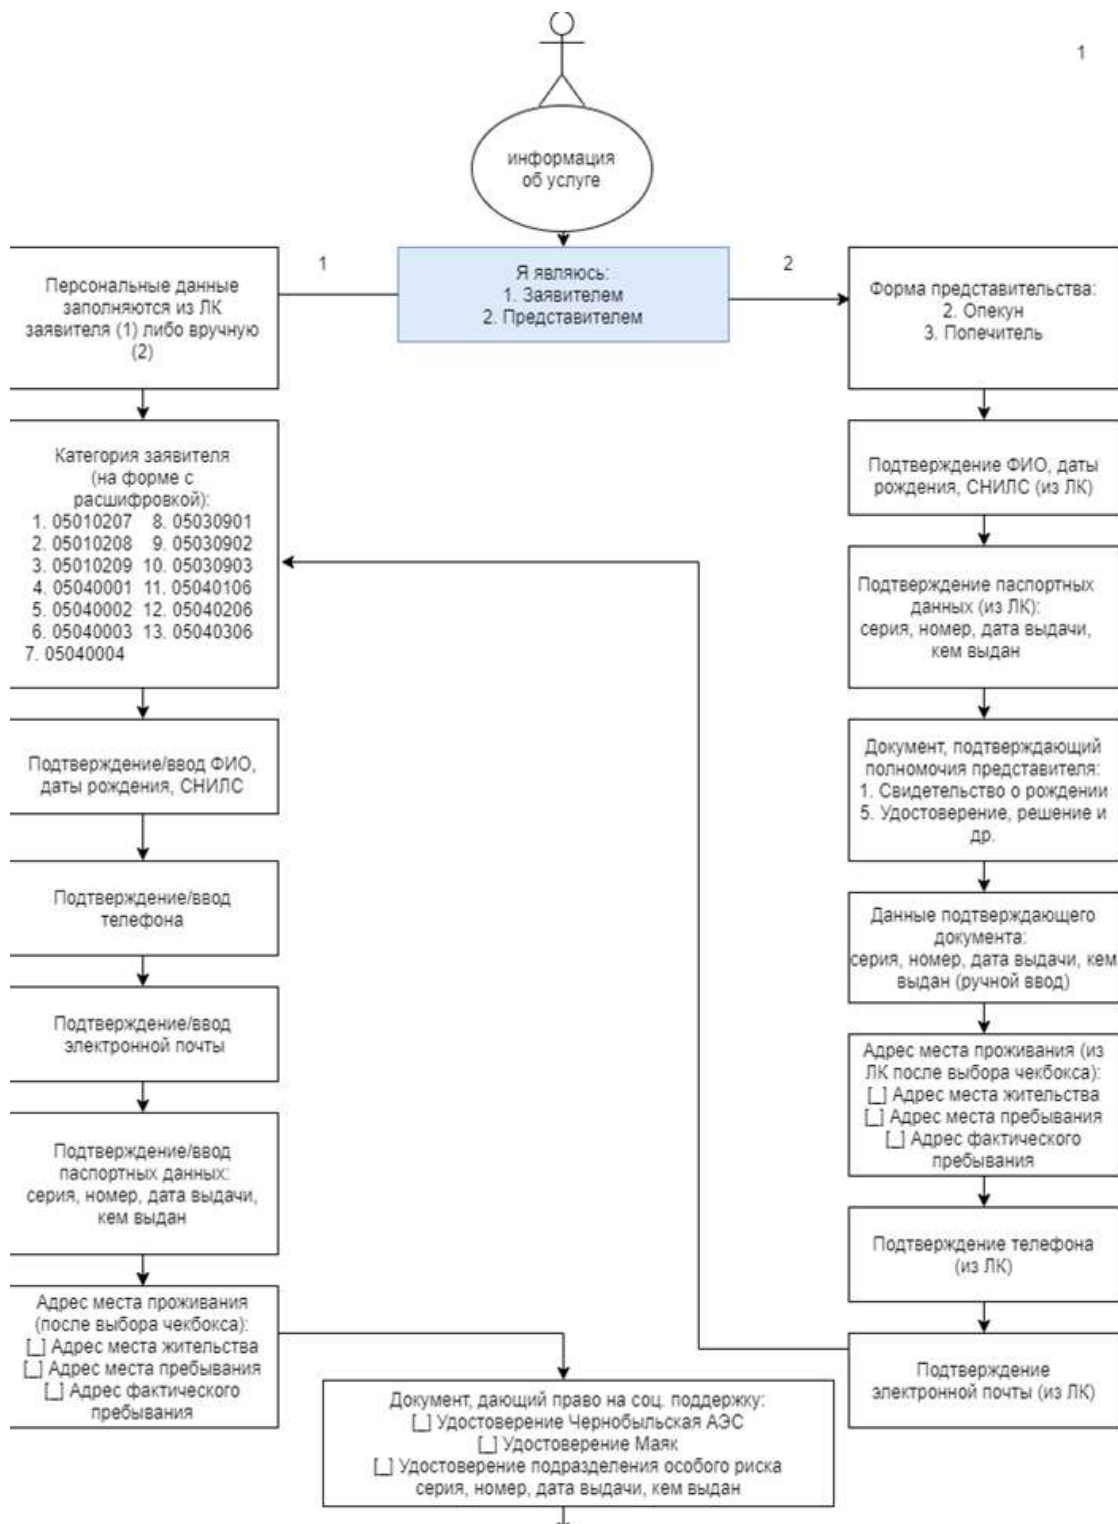 1
информация
об услуге
1
Я являюсь:
1. Заявителем
2. Представителем
2
Персональные данные
заполняются из ЛК
заявителя (1) либо вручную
(2)
Категория заявителя
(на форме с
расшифровкой):
1. 05010207 8. 05030901
2. 05010208 9. 05030902
3. 05010209 10. 05030903
4. 05040001 11. 05040106
5. 05040002 12. 05040206
6. 05040003 13. 05040306
7. 05040004
Подтверждение/ввод ФИО,
даты рождения, СНИЛС
Подтверждение/ввод
телефона
Подтверждение/ввод
электронной почты
Подтверждение/ввод
паспортных данных:
серия, номер, дата выдачи,
кем выдан
Адрес места проживания
(после выбора чекбокса):
[_] Адрес места жительства
[_] Адрес места пребывания
[_] Адрес фактического
пребывания
Форма представительства:
2. Опекун
3. Попечитель
Подтверждение ФИО, даты
рождения, СНИЛС (из ЛК)
Подтверждение паспортных
данных (из ЛК):
серия, номер, дата выдачи,
кем выдан
Документ, подтверждающий
полномочия представителя:
1. Свидетельство о рождении
5. Удостоверение, решение и
др.
Данные подтверждающего
документа:
серия, номер, дата выдачи, кем
выдан (ручной ввод)
Адрес места проживания (из
ЛК после выбора чекбокса):
[_] Адрес места жительства
[_] Адрес места пребывания
[_] Адрес фактического
пребывания
Подтверждение телефона
(из ЛК)
Подтверждение
электронной почты (из ЛК)
Документ, дающий право на соц. поддержку:
[_] Удостоверение Чернобыльская АЭС
[_] Удостоверение Маяк
[_] Удостоверение подразделения особого риска
серия, номер, дата выдачи, кем выдан